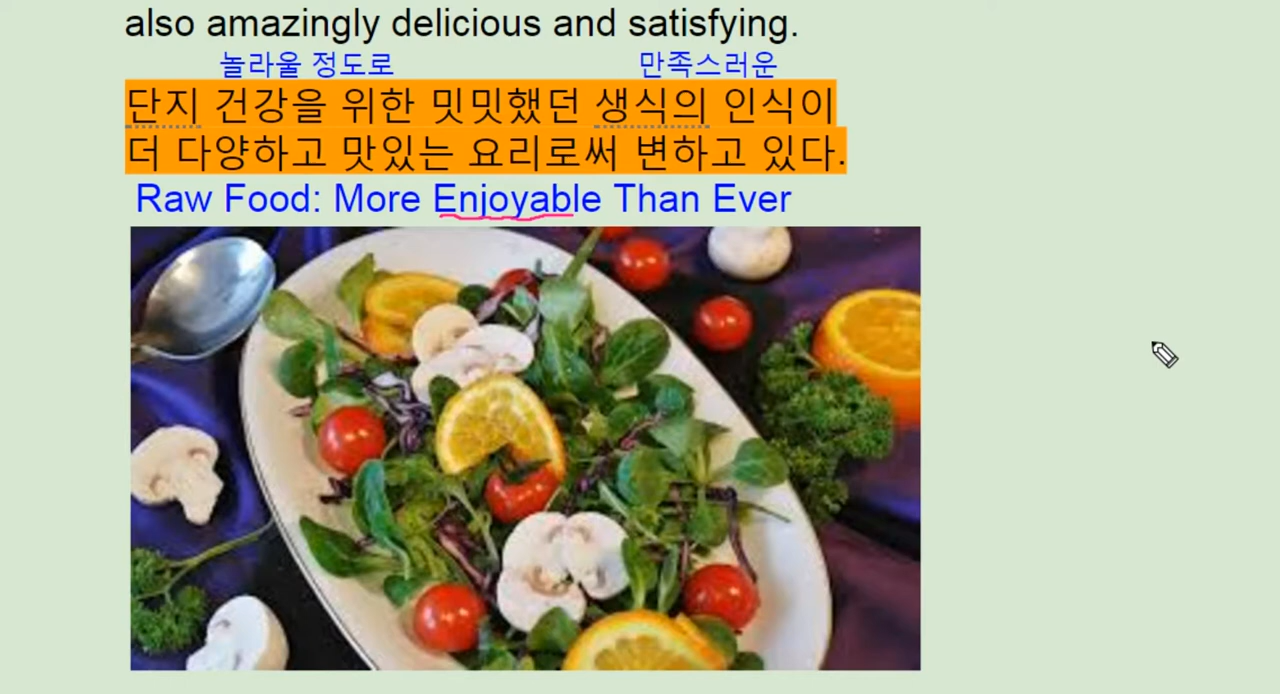 also amazingly delicious and satisfying.
놀라울 정도로 만족스러운
단지 건강을 위한 밋밋했던 생식의 인식이
더 다양하고 맛있는 요리로써 변하고 있다.
Raw Food: More Enjoyable Than Ever